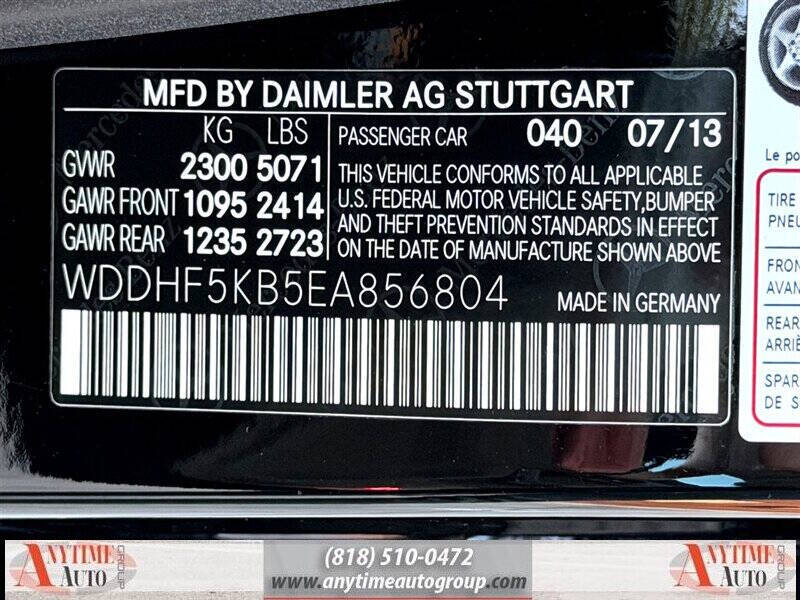 MFD BY DAIMLER AG STUTTGART
KG LBS
GVWR 2300 5071
GAWR FRONT 1095 2414
GAWR REAR 1235 2723
PASSENGER CAR 040 07/13
THIS VEHICLE CONFORMS TO ALL APPLICABLE
U.S. FEDERAL MOTOR VEHICLE SAFETY,BUMPER
AND THEFT PREVENTION STANDARDS IN EFFECT
ON THE DATE OF MANUFACTURE SHOWN ABOVE
WDDHF5KB5EA856804
MADE IN GERMANY
Le
TIRE
FRON
AVAN
REAR
ARRIÈ
SPAR
DE S
ANYTIME
AUTO
GROUP
(818) 510-0472
www.anytimeautogroup.com
ANYTIME
AUTO
GROUP